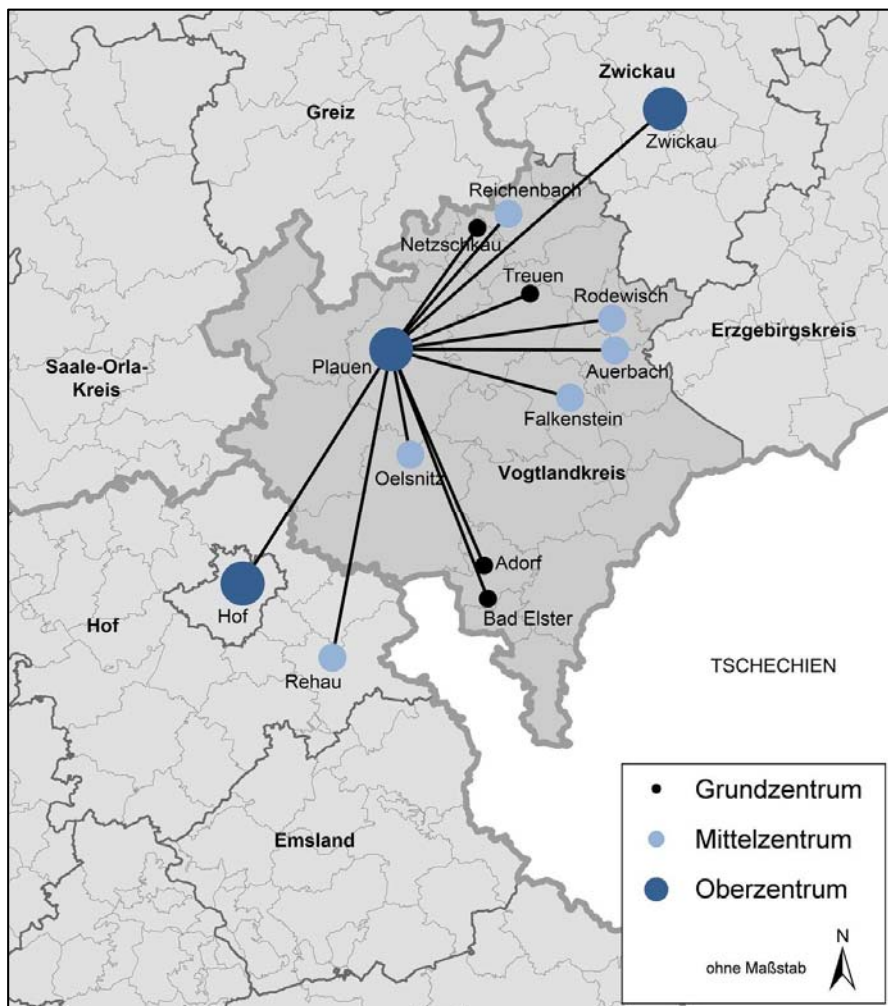 Zwickau
Greiz
Zwickau
Reichenbach
Netzschkau
Treuen
Rodewisch
Erzgebirgskreis
Plauen
Auerbach
Saale-Orla-
Kreis
Falkenstein
Vogtlandkreis
Oelsnitz
Adorf
Hof
Bad Elster
Hof
TSCHECHIEN
Rehau
Emsland
Grundzentrum
Mittelzentrum
Oberzentrum
N
ohne Maßstab